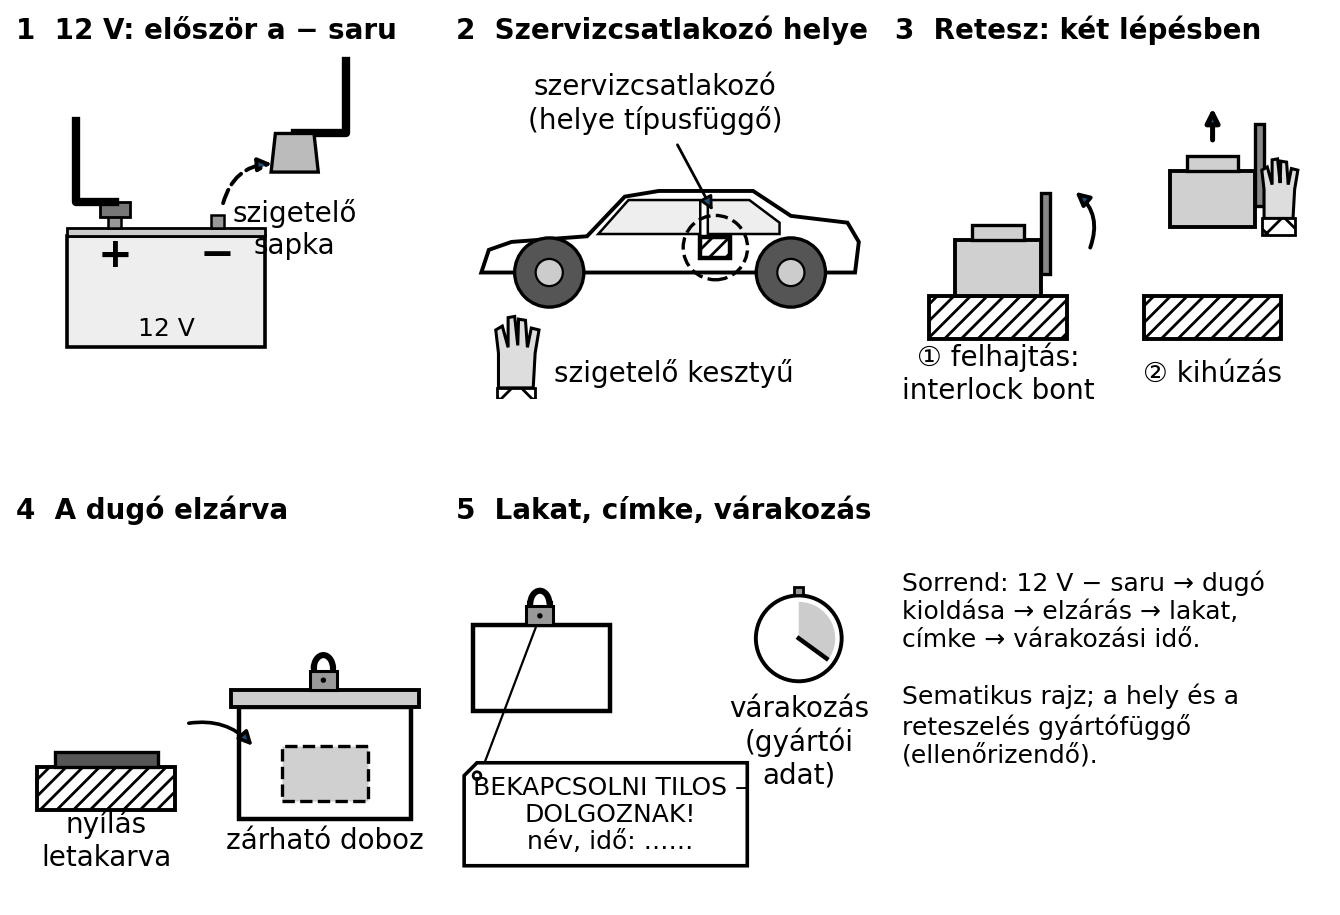 1 12 V: először a − saru
szigetelő
sapka
+ −
12 V
2 Szervizcsatlakozó helye
szervizcsatlakozó
(helye típusfüggő)
szigetelő kesztyű
3 Retesz: két lépésben
① felhajtás:
interlock bont
② kihúzás
4 A dugó elzárva
nyílás
letakarva
zárható doboz
5 Lakat, címke, várakozás
várakozás
(gyártói
adat)
BEKAPCSOLNI TILOS –
DOLGOZNAK!
név, idő: ......
Sorrend: 12 V − saru → dugó
kioldása → elzárás → lakat,
címke → várakozási idő.
Sematikus rajz; a hely és a
reteszelés gyártófüggő
(ellenőrizendő).